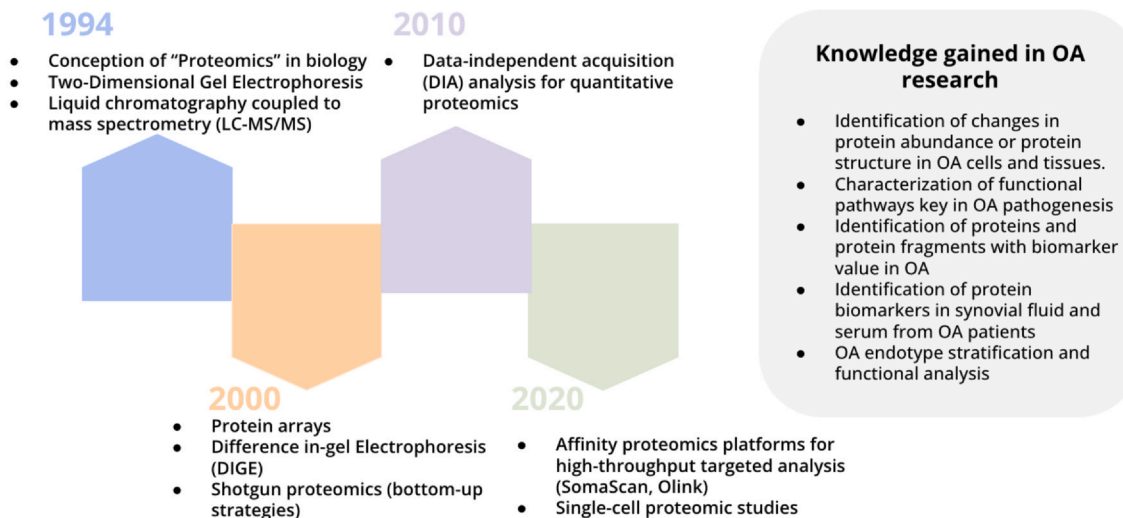 1994
● Conception of “Proteomics” in biology
● Two-Dimensional Gel Electrophoresis
● Liquid chromatography coupled to
mass spectrometry (LC-MS/MS)
2010
● Data-independent acquisition
(DIA) analysis for quantitative
proteomics
2000
● Protein arrays
● Difference in-gel Electrophoresis
(DIGE)
● Shotgun proteomics (bottom-up
strategies)
2020
● Affinity proteomics platforms for
high-throughput targeted analysis
(SomaScan, Olink)
● Single-cell proteomic studies
Knowledge gained in OA
research
● Identification of changes in
protein abundance or protein
structure in OA cells and tissues.
● Characterization of functional
pathways key in OA pathogenesis
● Identification of proteins and
protein fragments with biomarker
value in OA
● Identification of protein
biomarkers in synovial fluid and
serum from OA patients
● OA endotype stratification and
functional analysis